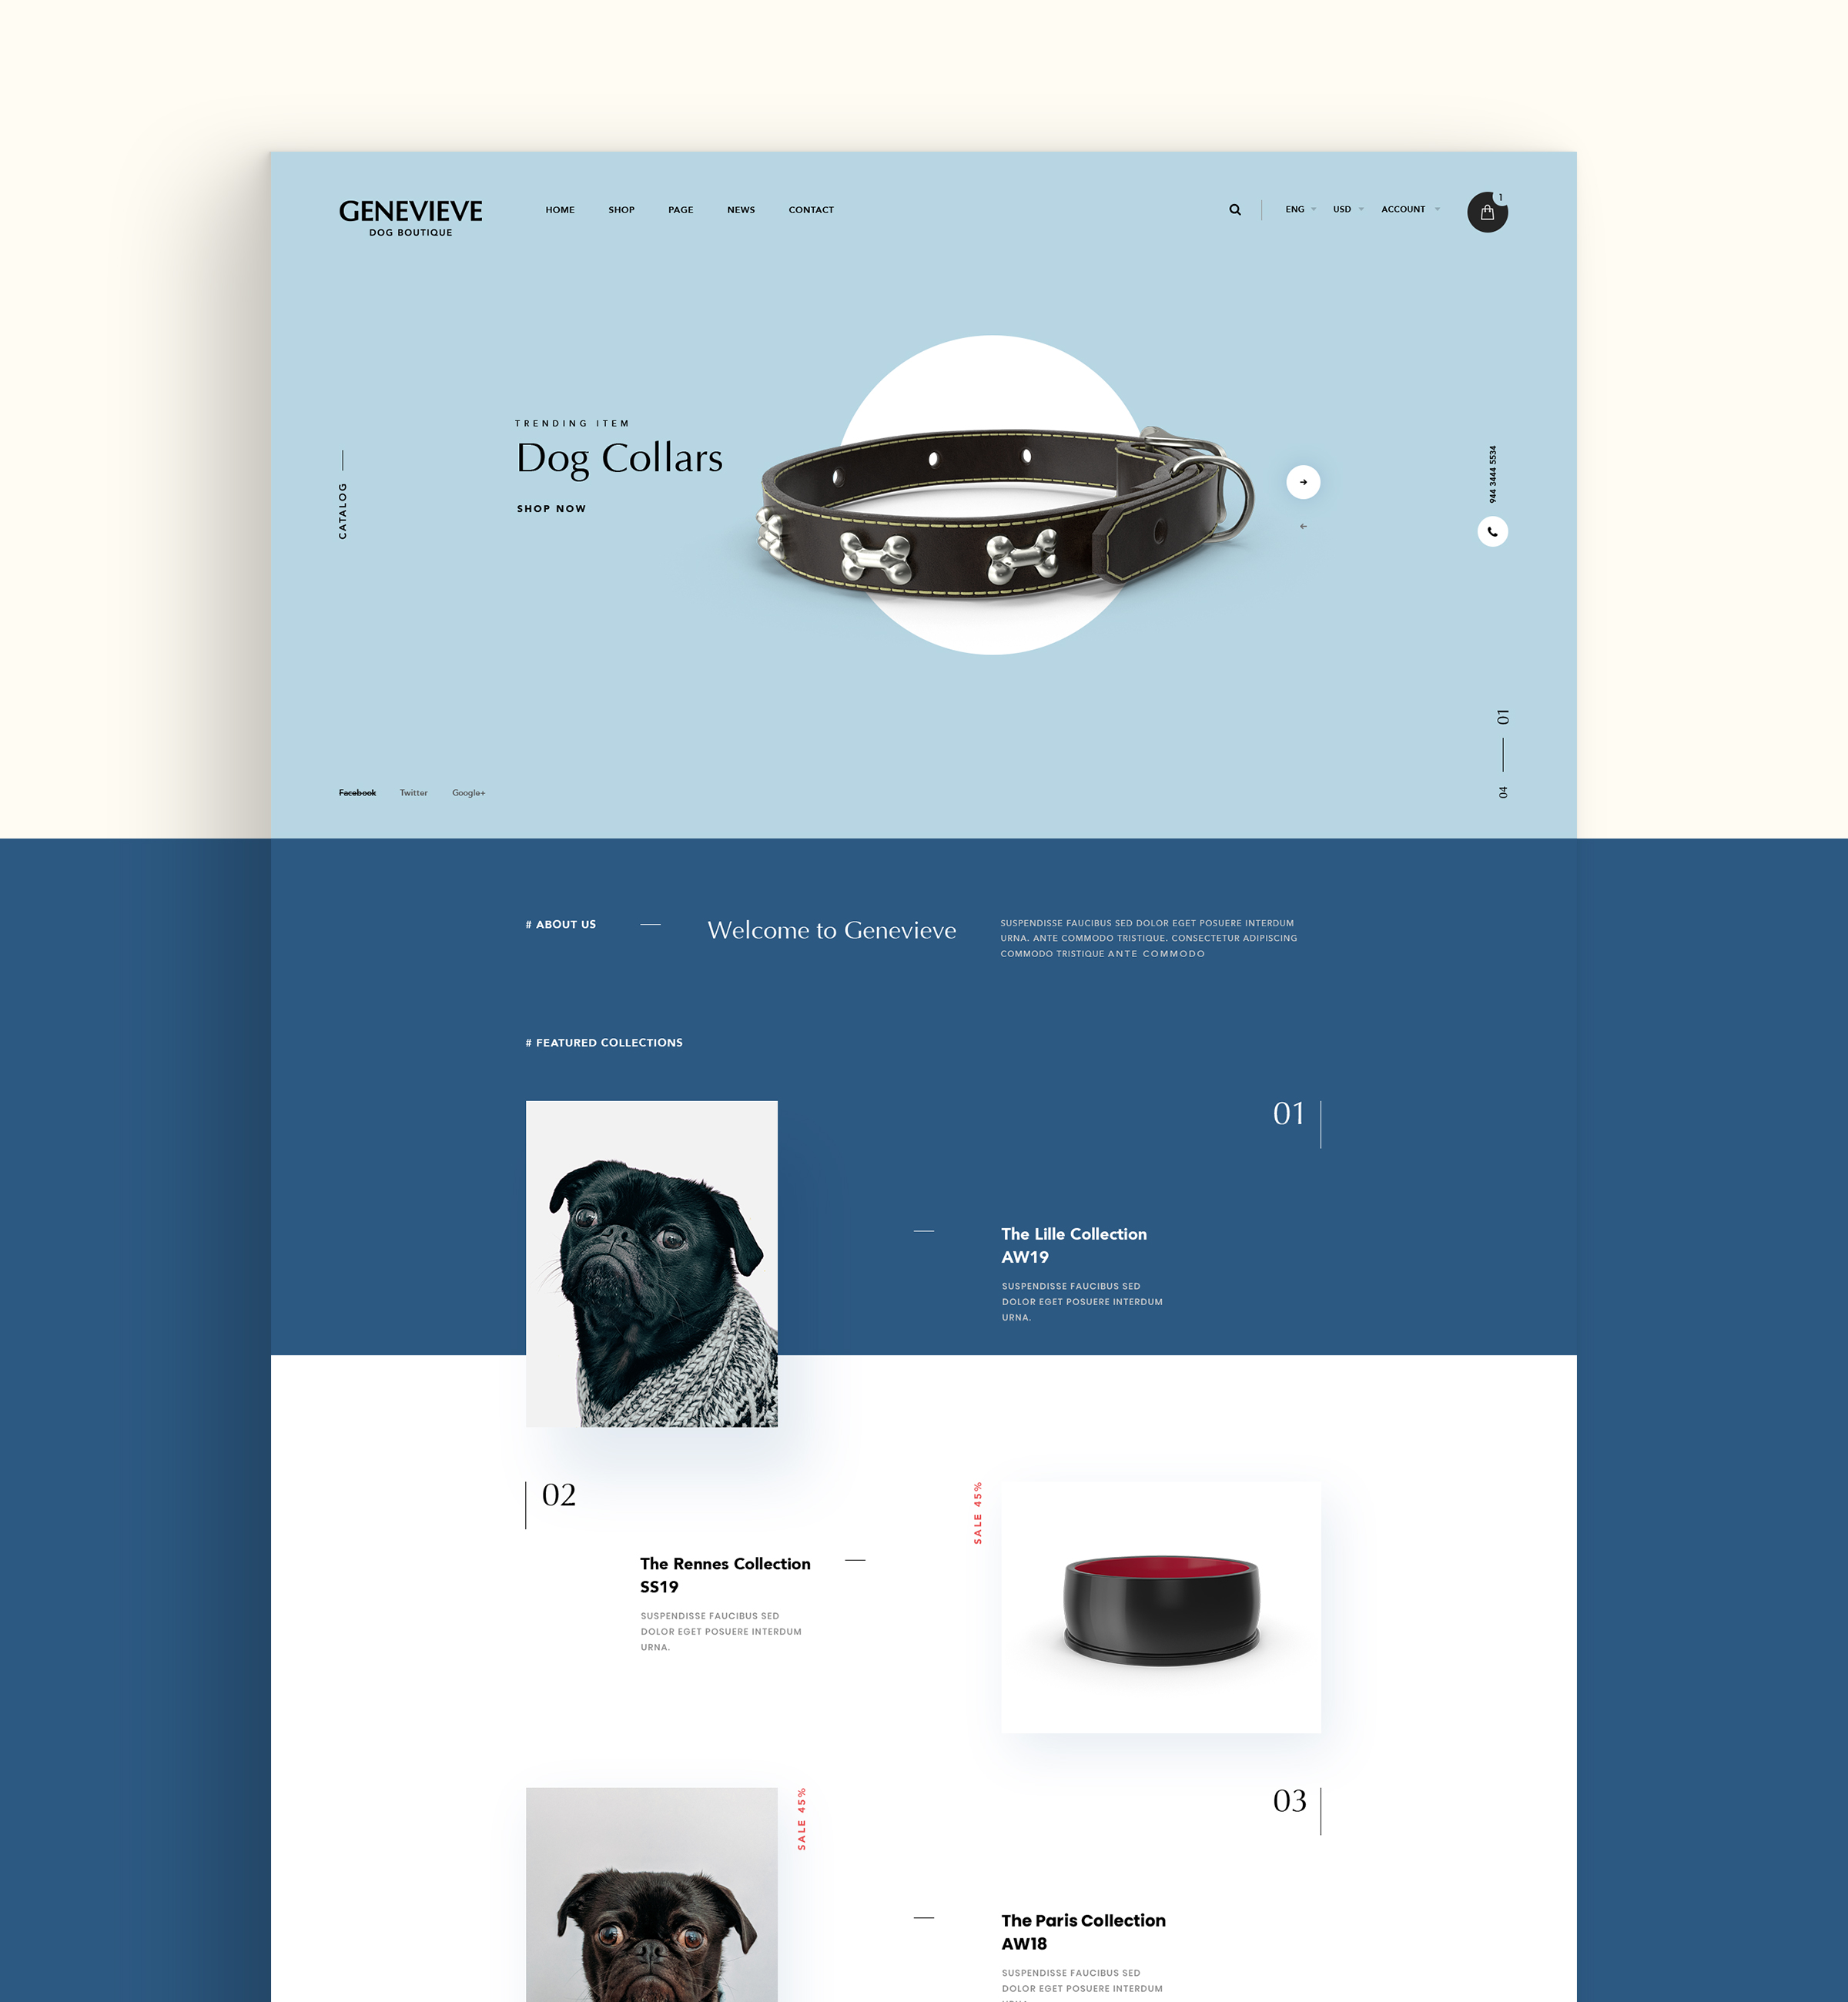 GENEVIEVE
DOG BOUTIQUE
HOME SHOP PAGE NEWS CONTACT
ENG USD ACCOUNT
1
TRENDING ITEM
Dog Collars
SHOP NOW
CATALOG
944 3444 5534
01
04
Facebook Twitter Google+
# ABOUT US
Welcome to Genevieve
SUSPENDISSE FAUCIBUS SED DOLOR EGET POSUERE INTERDUM
URNA. ANTE COMMODO TRISTIQUE. CONSECTETUR ADIPISCING
COMMODO TRISTIQUE ANTE COMMODO
# FEATURED COLLECTIONS
01
The Lille Collection
AW19
SUSPENDISSE FAUCIBUS SED
DOLOR EGET POSUERE INTERDUM
URNA.
02
The Rennes Collection
SS19
SUSPENDISSE FAUCIBUS SED
DOLOR EGET POSUERE INTERDUM
URNA.
SALE 45%
SALE 45%
03
The Paris Collection
AW18
SUSPENDISSE FAUCIBUS SED
DOLOR EGET POSUERE INTERDUM